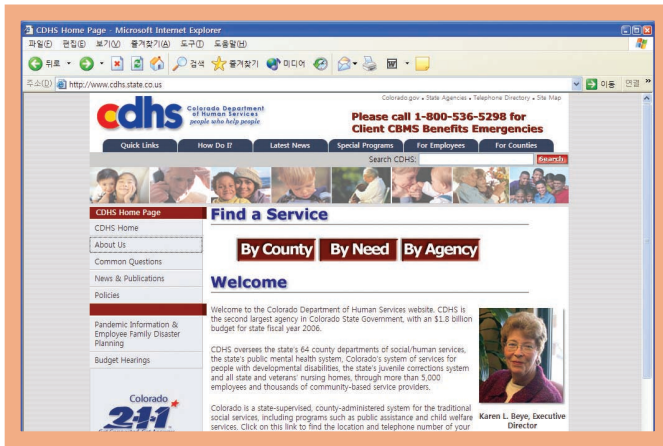 CDHS Home Page - Microsoft Internet Explorer
파일(F) 편집(E) 보기(V) 즐겨찾기(A) 도구(T) 도움말(H)
뒤로 검색 즐겨찾기 미디어
주소(D) http://www.cdhs.state.co.us 이동 연결 »
Colorado.gov • State Agencies • Telephone Directory • Site Map
cdhs Colorado Department
of Human Services
people who help people
Please call 1-800-536-5298 for
Client CBMS Benefits Emergencies
Quick Links How Do I? Latest News Special Programs For Employees For Counties
Search CDHS: Search
CDHS Home Page
CDHS Home
About Us
Common Questions
News & Publications
Policies
Pandemic Information &
Employee Family Disaster
Planning
Budget Hearings
Colorado
2-1-1
Find a Service
By County By Need By Agency
Welcome
Welcome to the Colorado Department of Human Services website. CDHS is
the second largest agency in Colorado State Government, with an $1.8 billion
budget for state fiscal year 2006.
CDHS oversees the state's 64 county departments of social/human services,
the state's public mental health system, Colorado's system of services for
people with developmental disabilities, the state's juvenile corrections system
and all state and veterans' nursing homes, through more than 5,000
employees and thousands of community-based service providers.
Colorado is a state-supervised, county-administered system for the traditional
social services, including programs such as public assistance and child welfare
services. Click on this link to find the location and telephone number of your
Karen L. Beye, Executive
Director